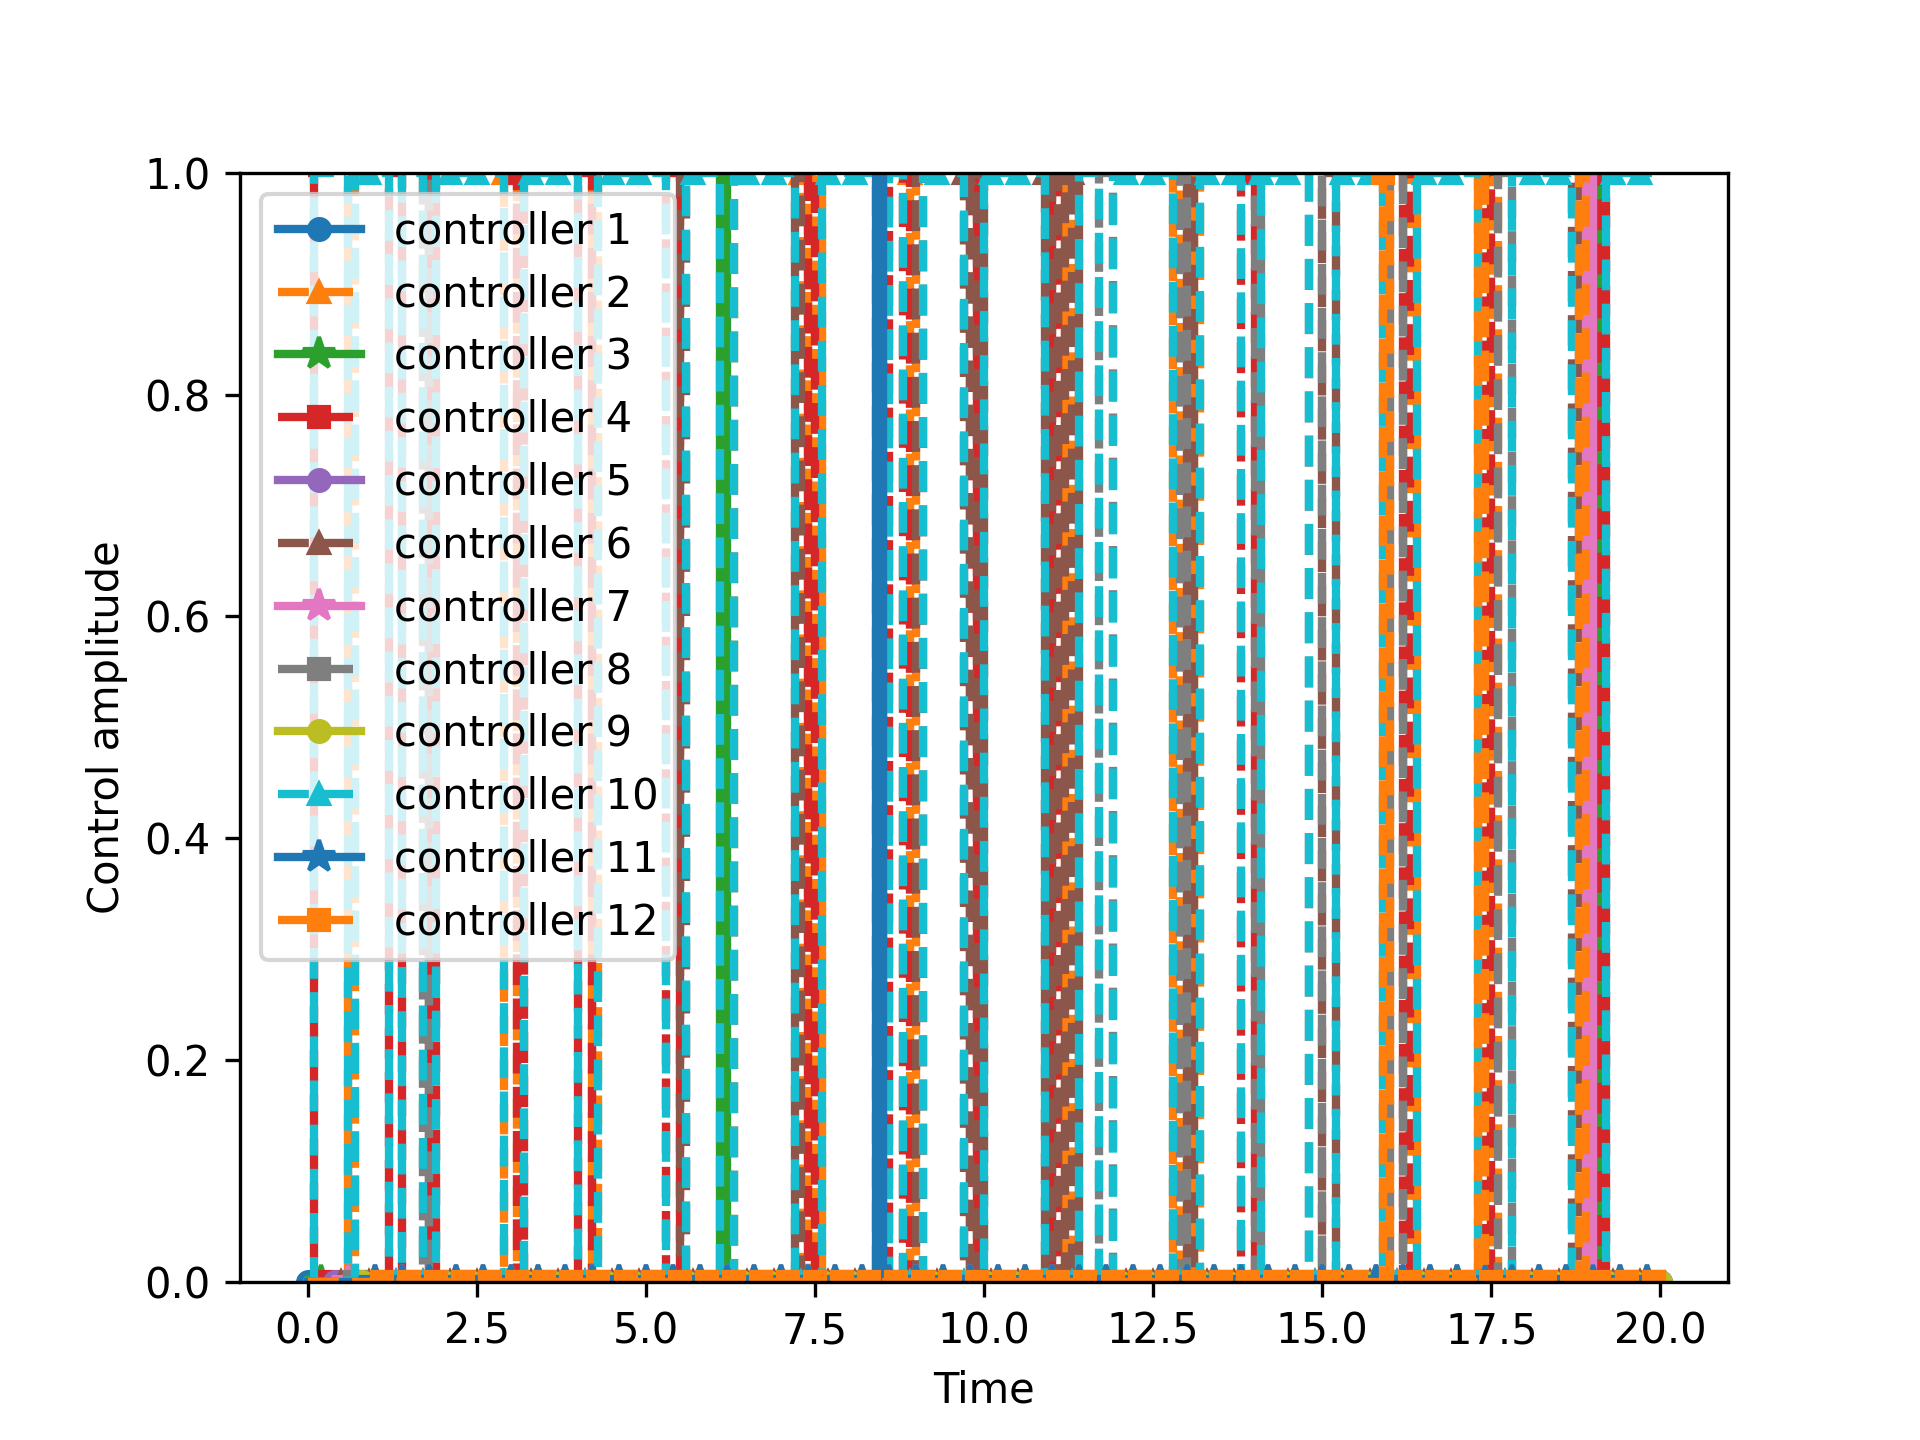 1.0
0.8
0.6
0.4
0.2
0.0
Control amplitude
controller 1
controller 2
controller 3
controller 4
controller 5
controller 6
controller 7
controller 8
controller 9
controller 10
controller 11
controller 12
0.0 2.5 5.0 7.5 10.0 12.5 15.0 17.5 20.0
Time